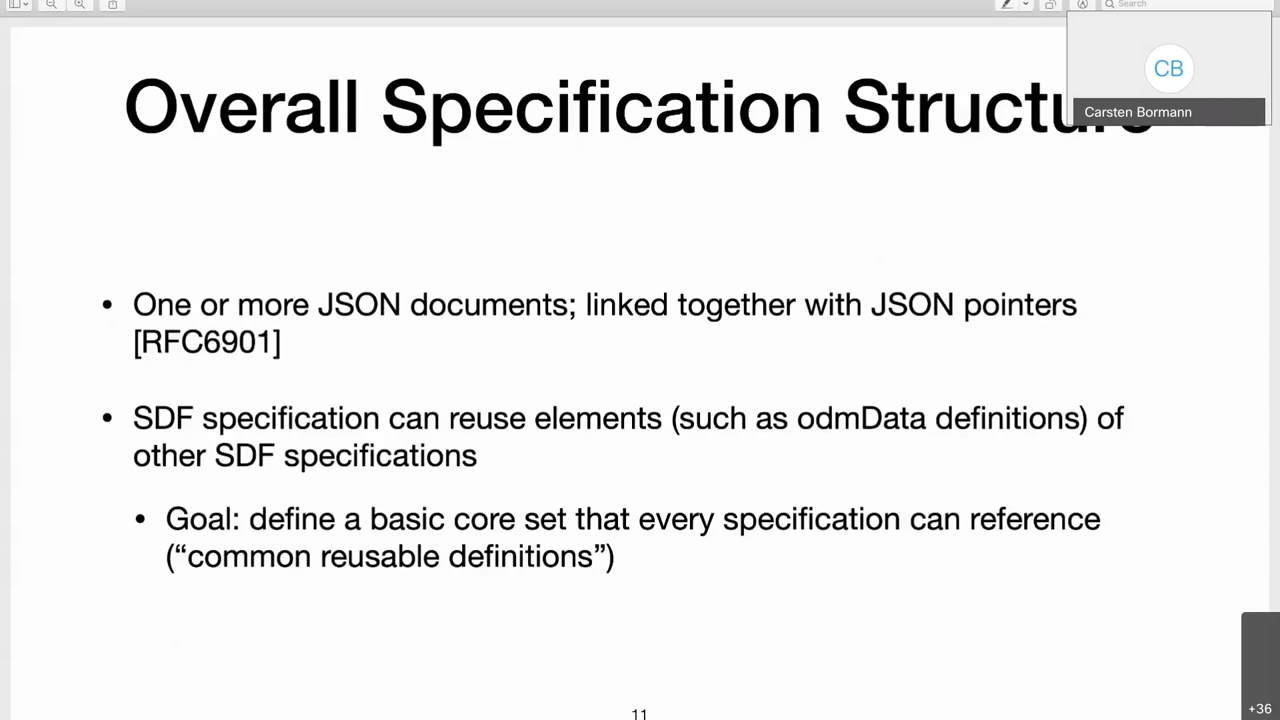 Search
Overall Specification Structure
CB
Carsten Bormann
• One or more JSON documents; linked together with JSON pointers
[RFC6901]
• SDF specification can reuse elements (such as odmData definitions) of
other SDF specifications
• Goal: define a basic core set that every specification can reference
(“common reusable definitions”)
11
+36